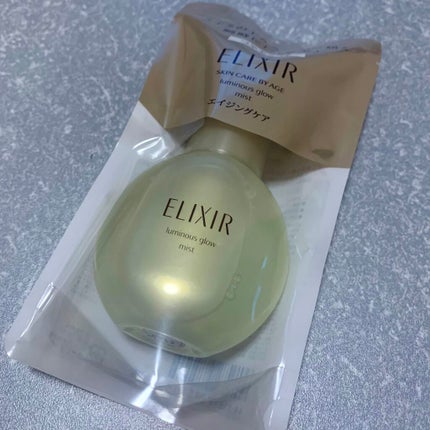 ELIXIR
SKIN CARE BY AGE
luminous glow
mist
エイジングケア
ELIXIR
luminous glow
mist